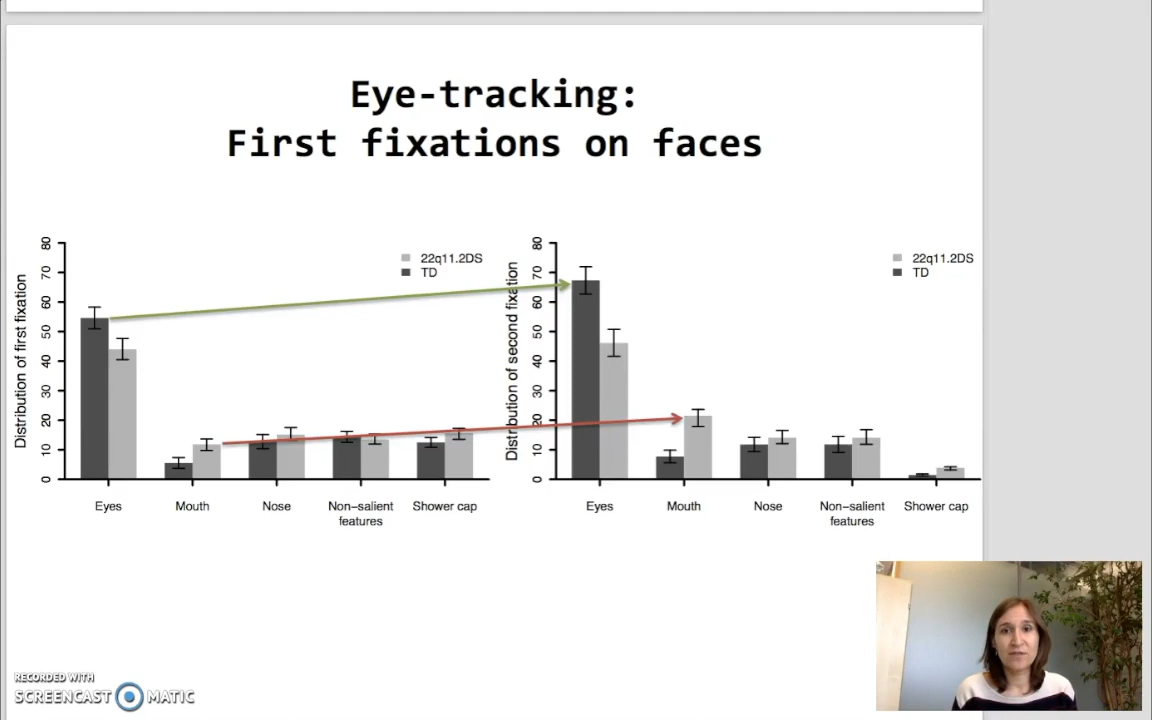 Eye-tracking:
First fixations on faces
Distribution of first fixation
80
70
60
50
40
30
20
10
0
22q11.2DS
TD
Eyes
Mouth
Nose
Non-salient
features
Shower cap
Distribution of second fixation
80
70
60
50
40
30
20
10
0
22q11.2DS
TD
Eyes
Mouth
Nose
Non-salient
features
Shower cap
RECORDED WITH
SCREENCAST MATIC